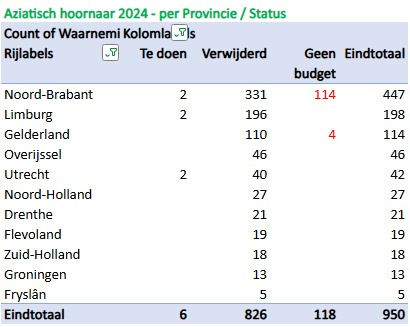 Aziatisch hoornaar 2024 - per Provincie / Status
Count of Waarnemi Kolomla s
Rijlabels Te doen Verwijderd Geen budget Eindtotaal
Noord-Brabant 2 331 114 447
Limburg 2 196 198
Gelderland 110 4 114
Overijssel 46 46
Utrecht 2 40 42
Noord-Holland 27 27
Drenthe 21 21
Flevoland 19 19
Zuid-Holland 18 18
Groningen 13 13
Fryslân 5 5
Eindtotaal 6 826 118 950